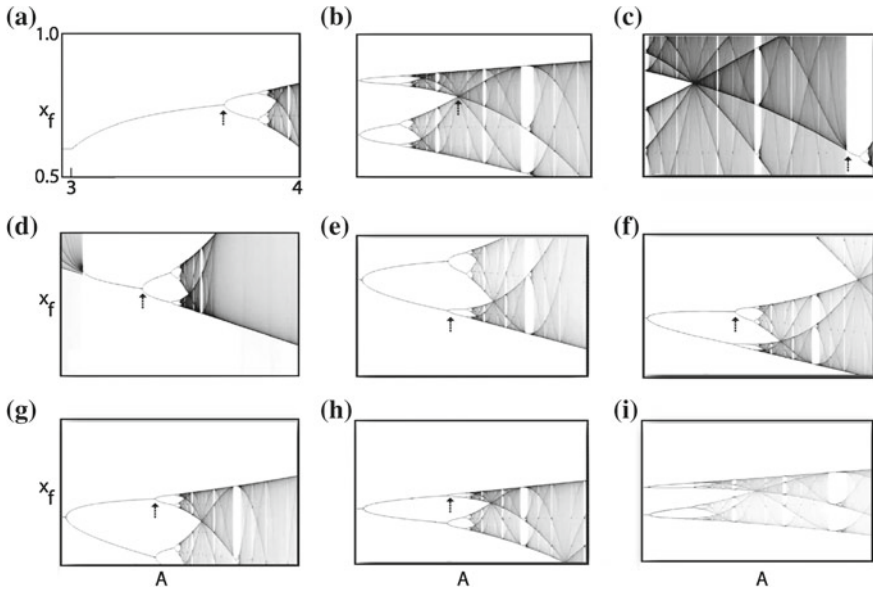 (a) (b) (c)
1.0
x_f
0.5
3 4
(d) (e) (f)
x_f
(g) (h) (i)
x_f
A A A